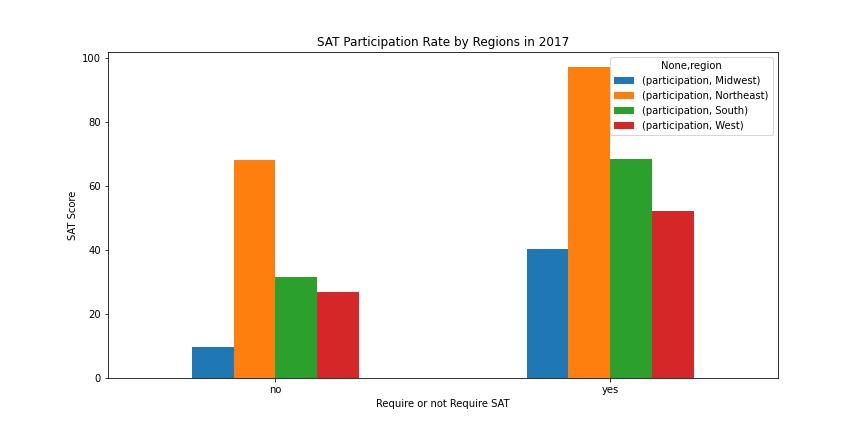 SAT Participation Rate by Regions in 2017
SAT Score
100
80
60
40
20
0
None,region
(participation, Midwest)
(participation, Northeast)
(participation, South)
(participation, West)
no
yes
Require or not Require SAT